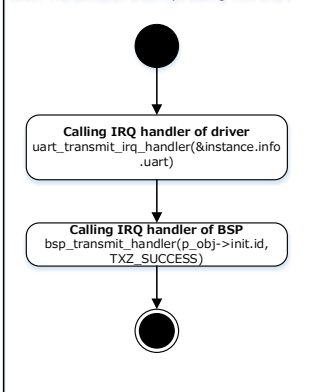 Calling IRQ handler of driver
uart_transmit_irq_handler(&instance.info
.uart)
Calling IRQ handler of BSP
bsp_transmit_handler(p_obj->init.id,
TXZ_SUCCESS)